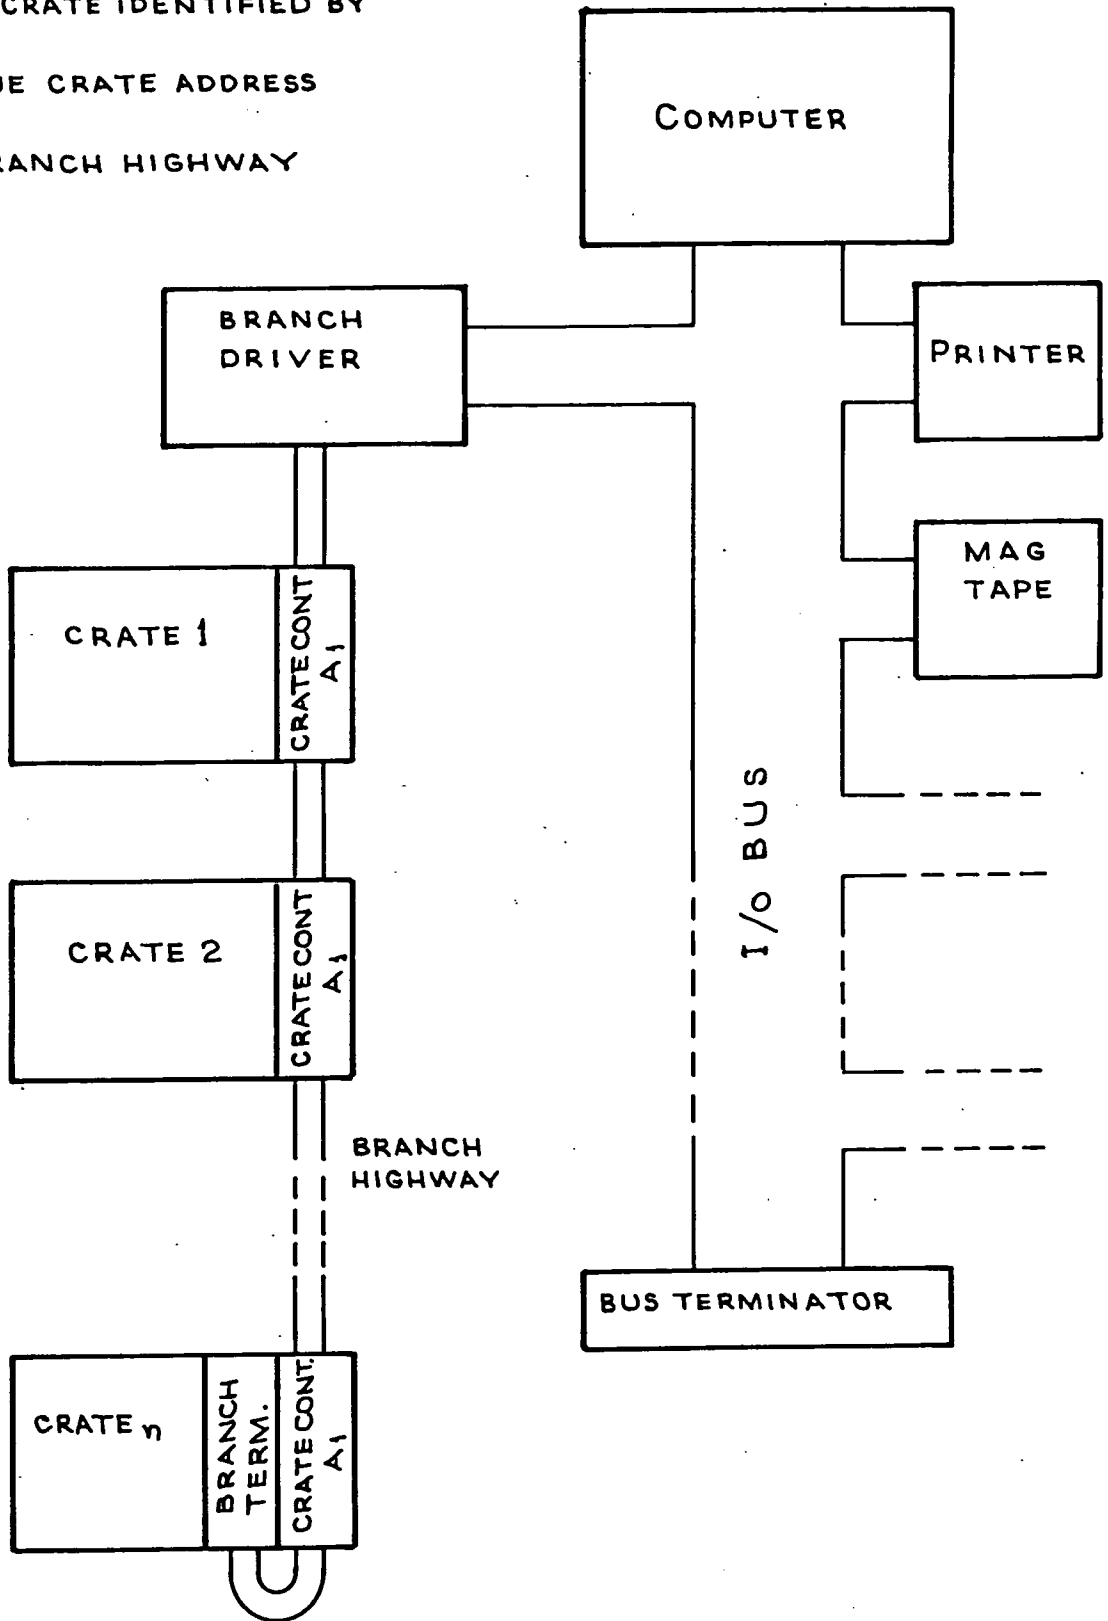 CRATE IDENTIFIED BY
CRATE ADDRESS
HIGHWAY
COMPUTER
BRANCH
DRIVER
PRINTER
MAG
TAPE
CRATE 1
CRATE CONT
A1
I/O BUS
CRATE 2
CRATE CONT
A1
BRANCH
HIGHWAY
BUS TERMINATOR
CRATE n
BRANCH
TERM.
CRATE CONT.
A1